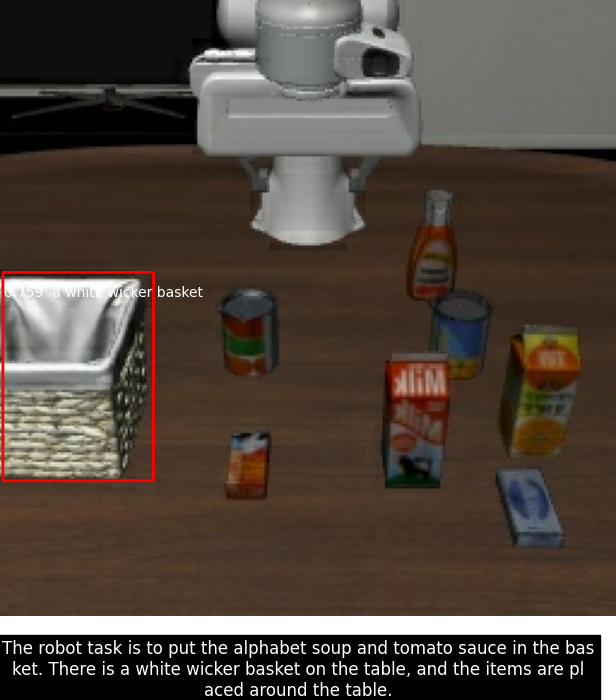 0.759 a white wicker basket
Milk
Milk
The robot task is to put the alphabet soup and tomato sauce in the bas
ket. There is a white wicker basket on the table, and the items are pl
aced around the table.